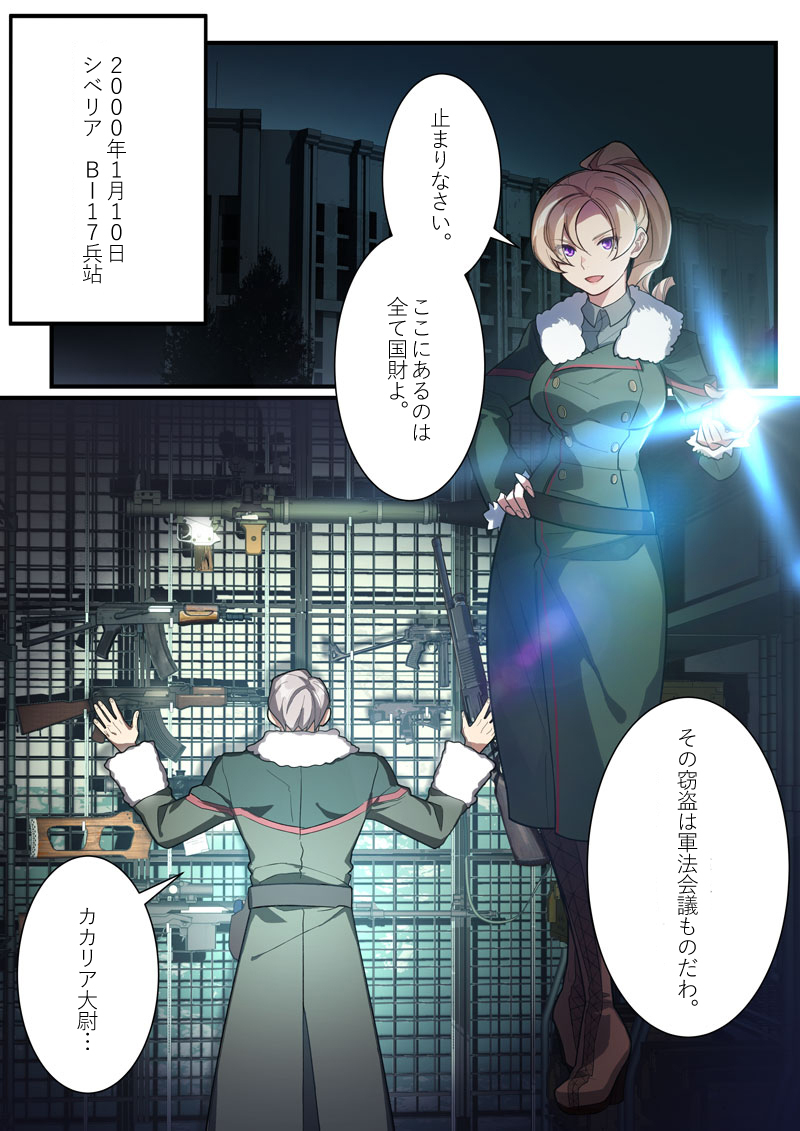 ２０００年１月１０日
シベリア　ＢＩ１７兵站
止まりなさい。
ここにあるのは
全て国財よ。
その窃盗は軍法会議ものだわ。
カカリア大尉…